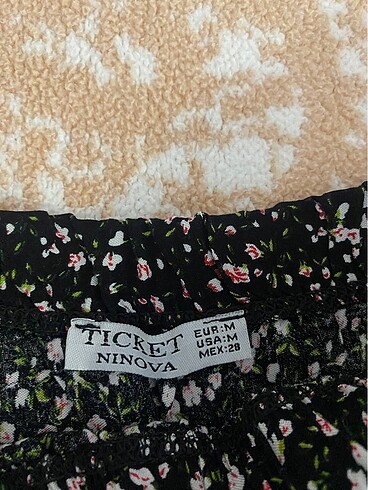 TICKET
NINOVA
EUR:M
USA:M
MEX:28